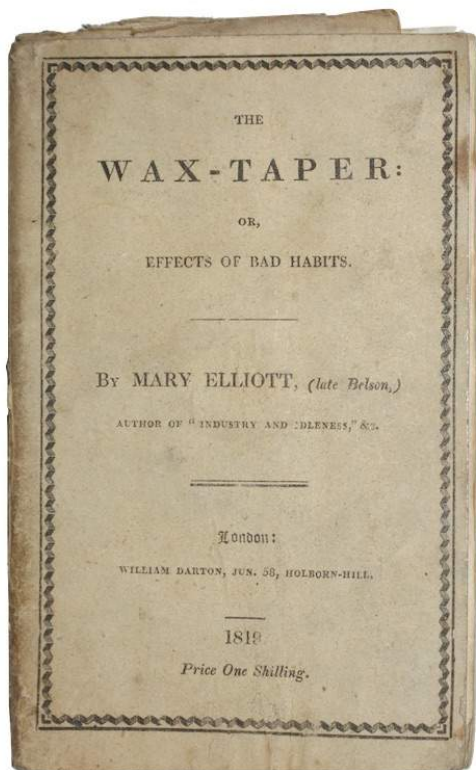 THE
WAX-TAPER:
OR,
EFFECTS OF BAD HABITS.
BY MARY ELLIOTT, (late Belson,)
AUTHOR OF "INDUSTRY AND IDLENESS," &c.
London:
WILLIAM DARTON, JUN. 58, HOLBORN-HILL.
1819
Price One Shilling.